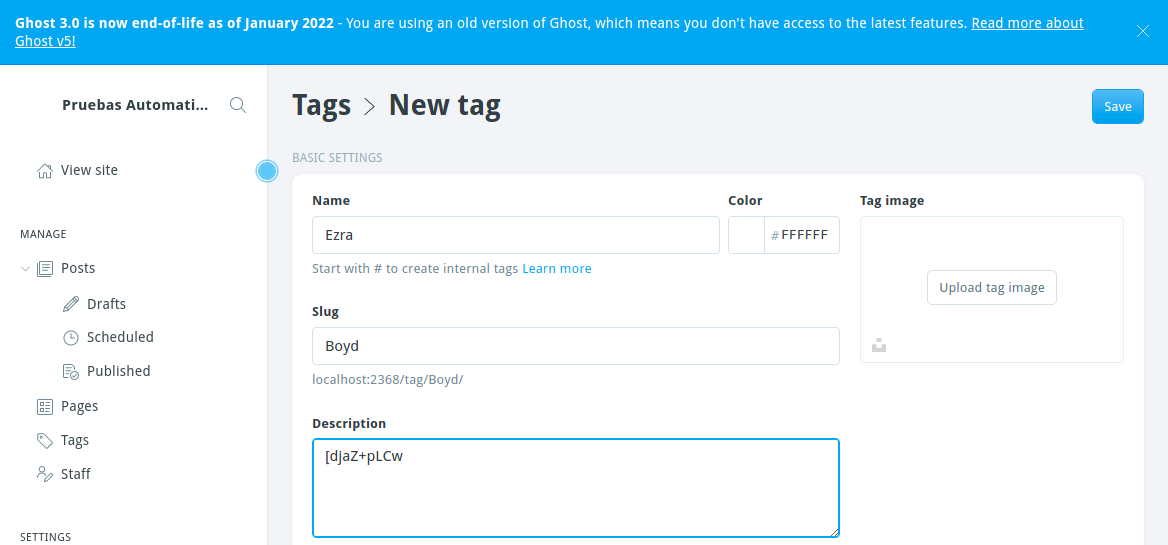 Ghost 3.0 is now end-of-life as of January 2022 - You are using an old version of Ghost, which means you don't have access to the latest features. Read more about
Ghost v5!
Pruebas Automati...
View site
MANAGE
Posts
Drafts
Scheduled
Published
Pages
Tags
Staff
SETTINGS
Tags > New tag
Save
BASIC SETTINGS
Name
Ezra
Start with # to create internal tags Learn more
Color
#FFFFFF
Tag image
Upload tag image
Slug
Boyd
localhost:2368/tag/Boyd/
Description
[djaZ+pLCw